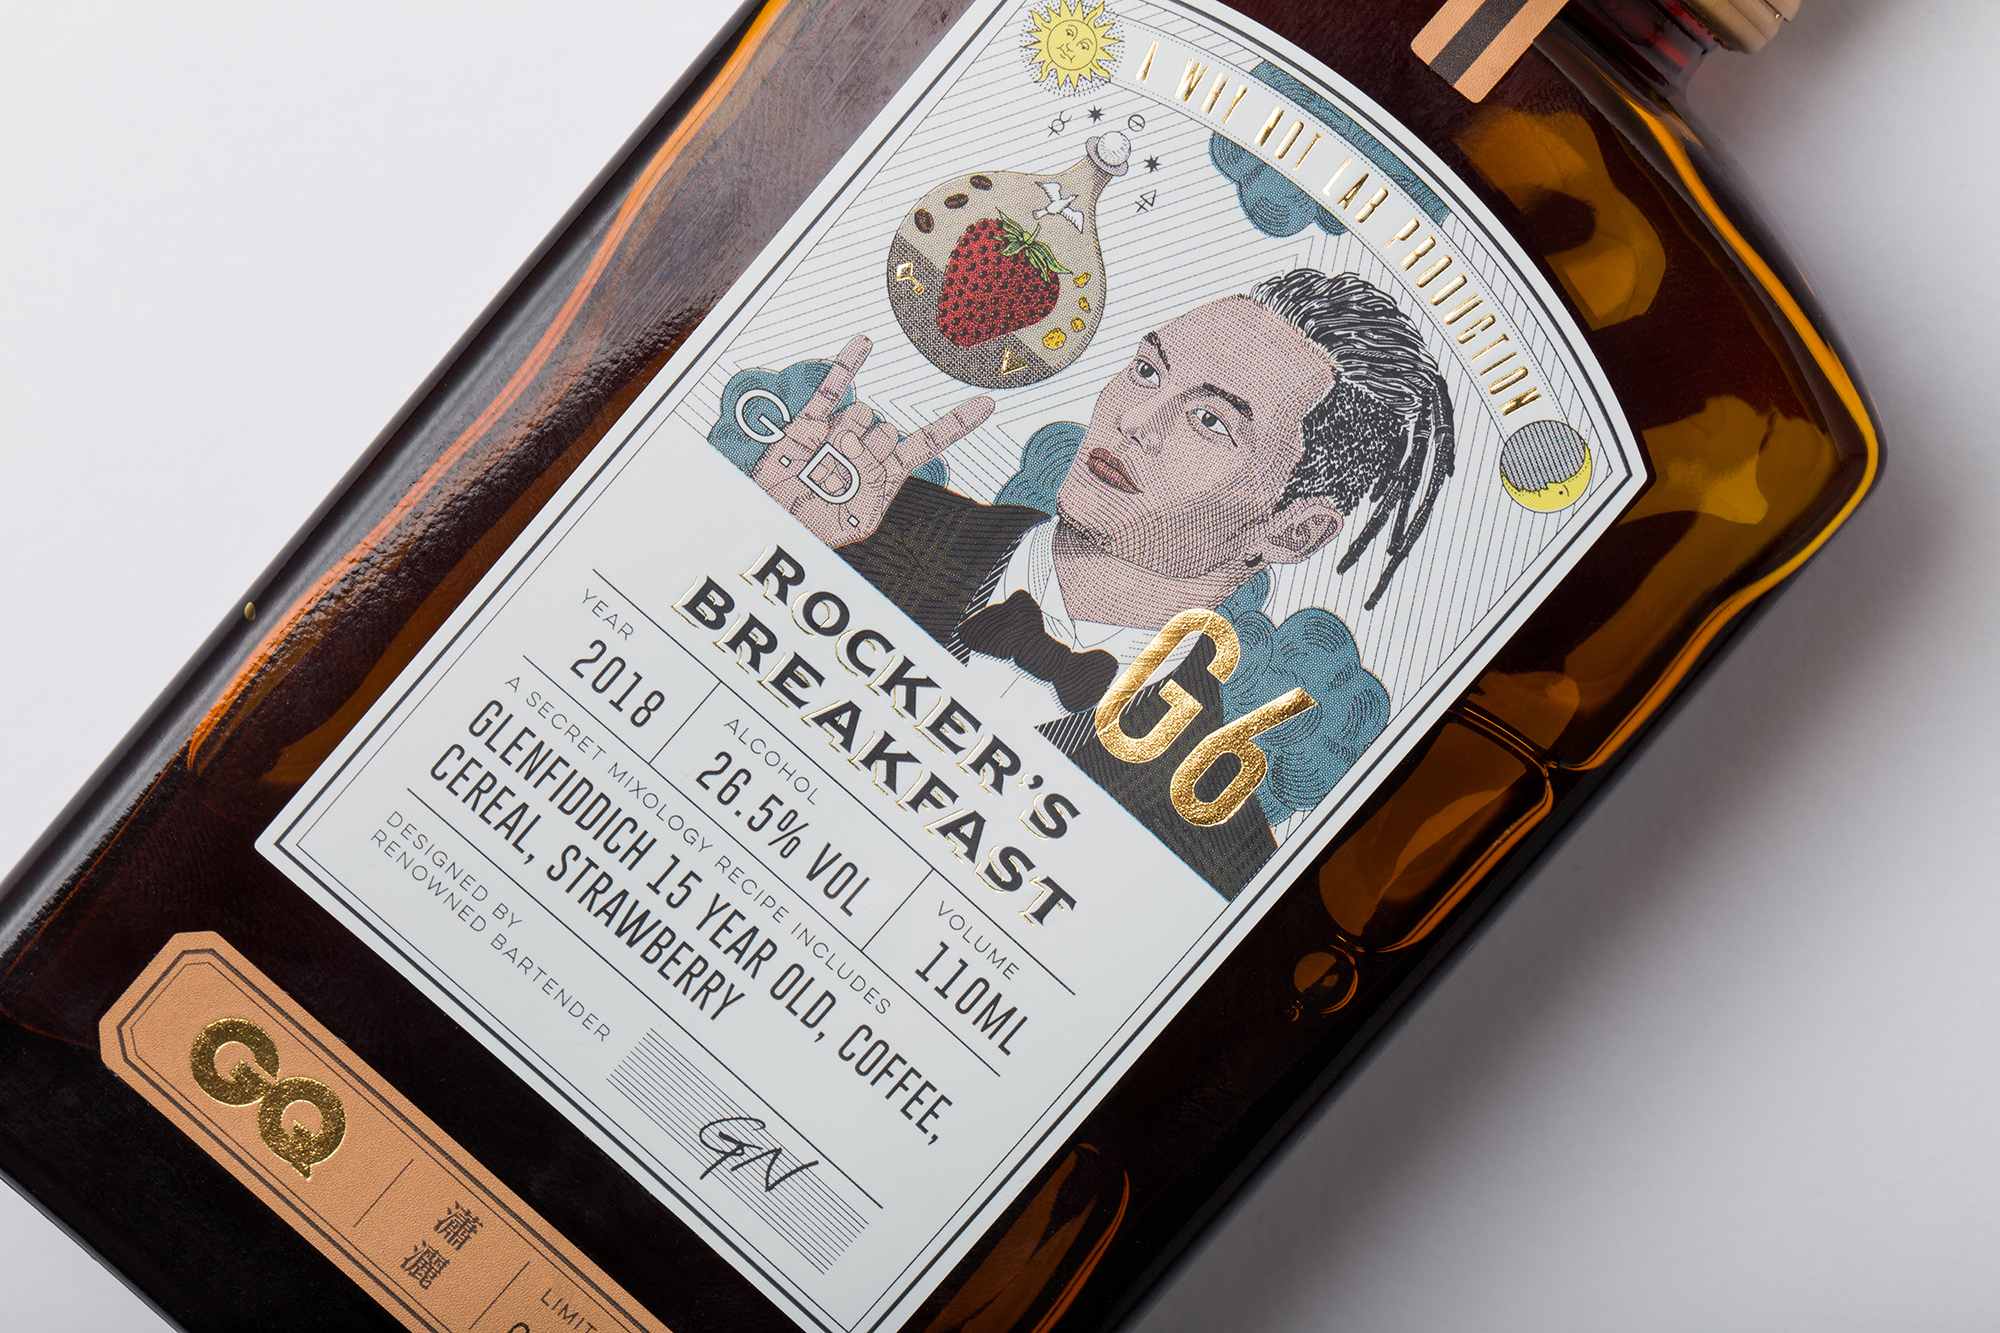 A WHY NOT LAB PRODUCTION
G.D.
G6
ROCKER'S
BREAKFAST
YEAR
2018
ALCOHOL
26.5% VOL
VOLUME
110ML
A SECRET MIXOLOGY RECIPE INCLUDES
GLENFIDDICH 15 YEAR OLD, COFFEE,
CEREAL, STRAWBERRY
DESIGNED BY
RENOWNED BARTENDER
GN
GQ
瀟
灑